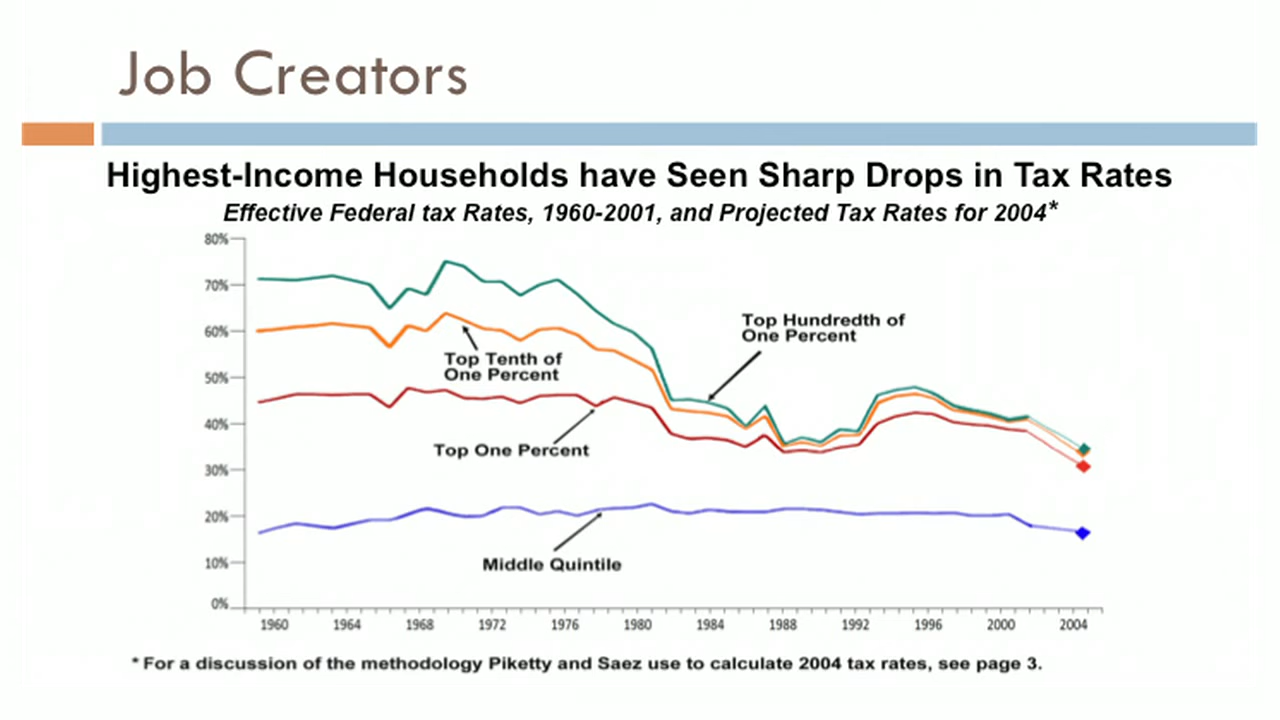 Job Creators
Highest-Income Households have Seen Sharp Drops in Tax Rates
Effective Federal tax Rates, 1960-2001, and Projected Tax Rates for 2004*
80%
70%
60%
50%
40%
30%
20%
10%
0%
Top Hundredth of
One Percent
Top Tenth of
One Percent
Top One Percent
Middle Quintile
1960 1964 1968 1972 1976 1980 1984 1988 1992 1996 2000 2004
* For a discussion of the methodology Piketty and Saez use to calculate 2004 tax rates, see page 3.